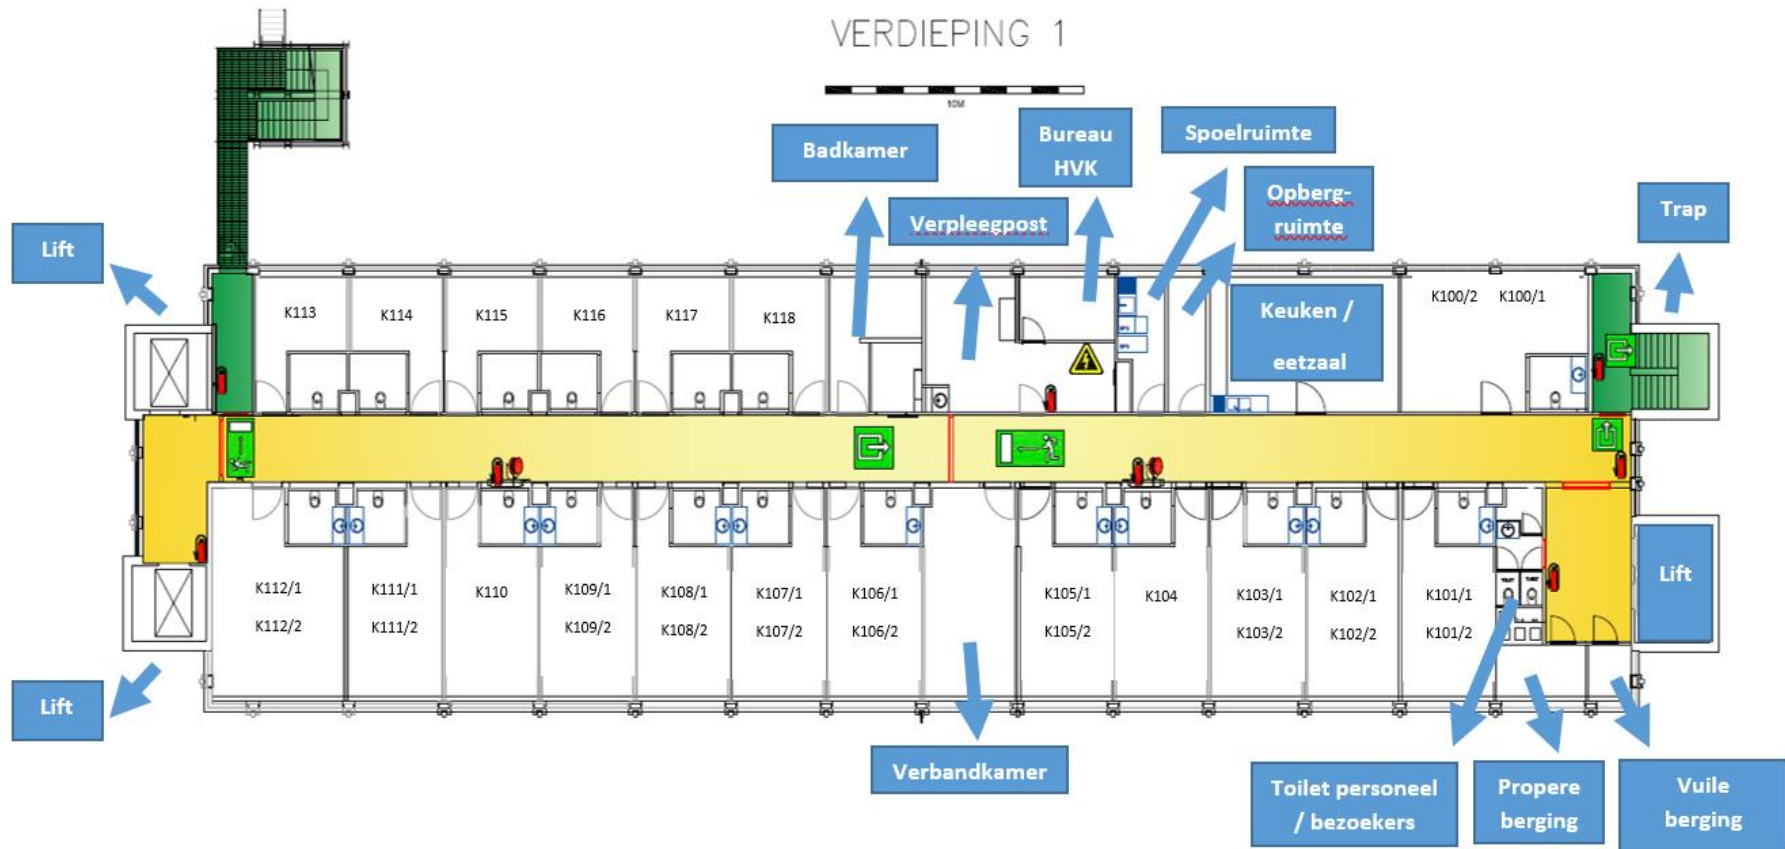 VERDIEPING 1
10M
Badkamer
Bureau
HVK
Spoelruimte
Opberg-
ruimte
Verpleegpost
Trap
Lift
K113
K114
K115
K116
K117
K118
Keuken /
eetzaal
K100/2
K100/1
K112/1
K112/2
K111/1
K111/2
K110
K109/1
K109/2
K108/1
K108/2
K107/1
K107/2
K106/1
K106/2
K105/1
K105/2
K104
K103/1
K103/2
K102/1
K102/2
K101/1
K101/2
Lift
Lift
Verbandkamer
Toilet personeel
/ bezoekers
Propere
berging
Vuile
berging